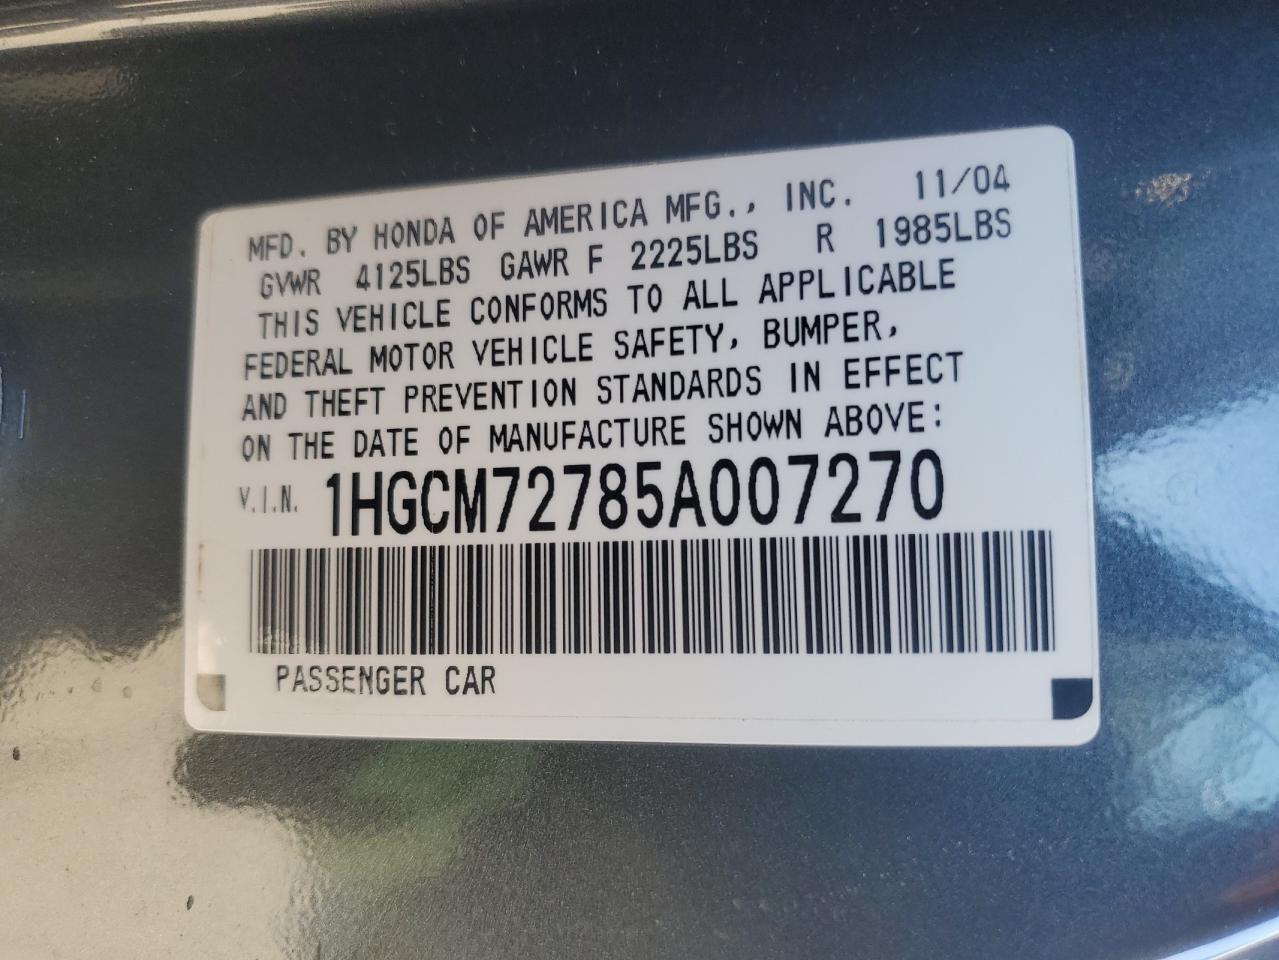 MFD. BY HONDA OF AMERICA MFG., INC. 11/04
GVWR 4125LBS GAWR F 2225LBS R 1985LBS
THIS VEHICLE CONFORMS TO ALL APPLICABLE
FEDERAL MOTOR VEHICLE SAFETY, BUMPER,
AND THEFT PREVENTION STANDARDS IN EFFECT
ON THE DATE OF MANUFACTURE SHOWN ABOVE:
V.I.N. 1HGCM72785A007270
PASSENGER CAR